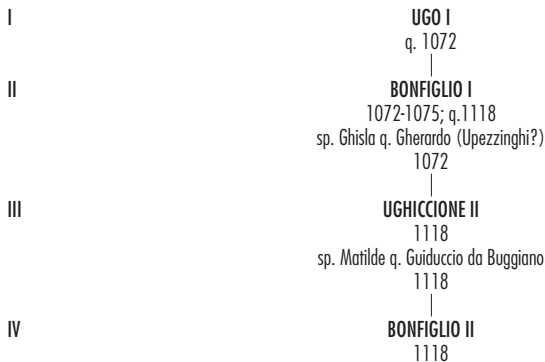 I UGO I
q. 1072
II BONFIGLIO I
1072-1075; q.1118
sp. Ghisla q. Gherardo (Upezzinghi?)
1072
III UGHICCIONE II
1118
sp. Matilde q. Guiduccio da Buggiano
1118
IV BONFIGLIO II
1118